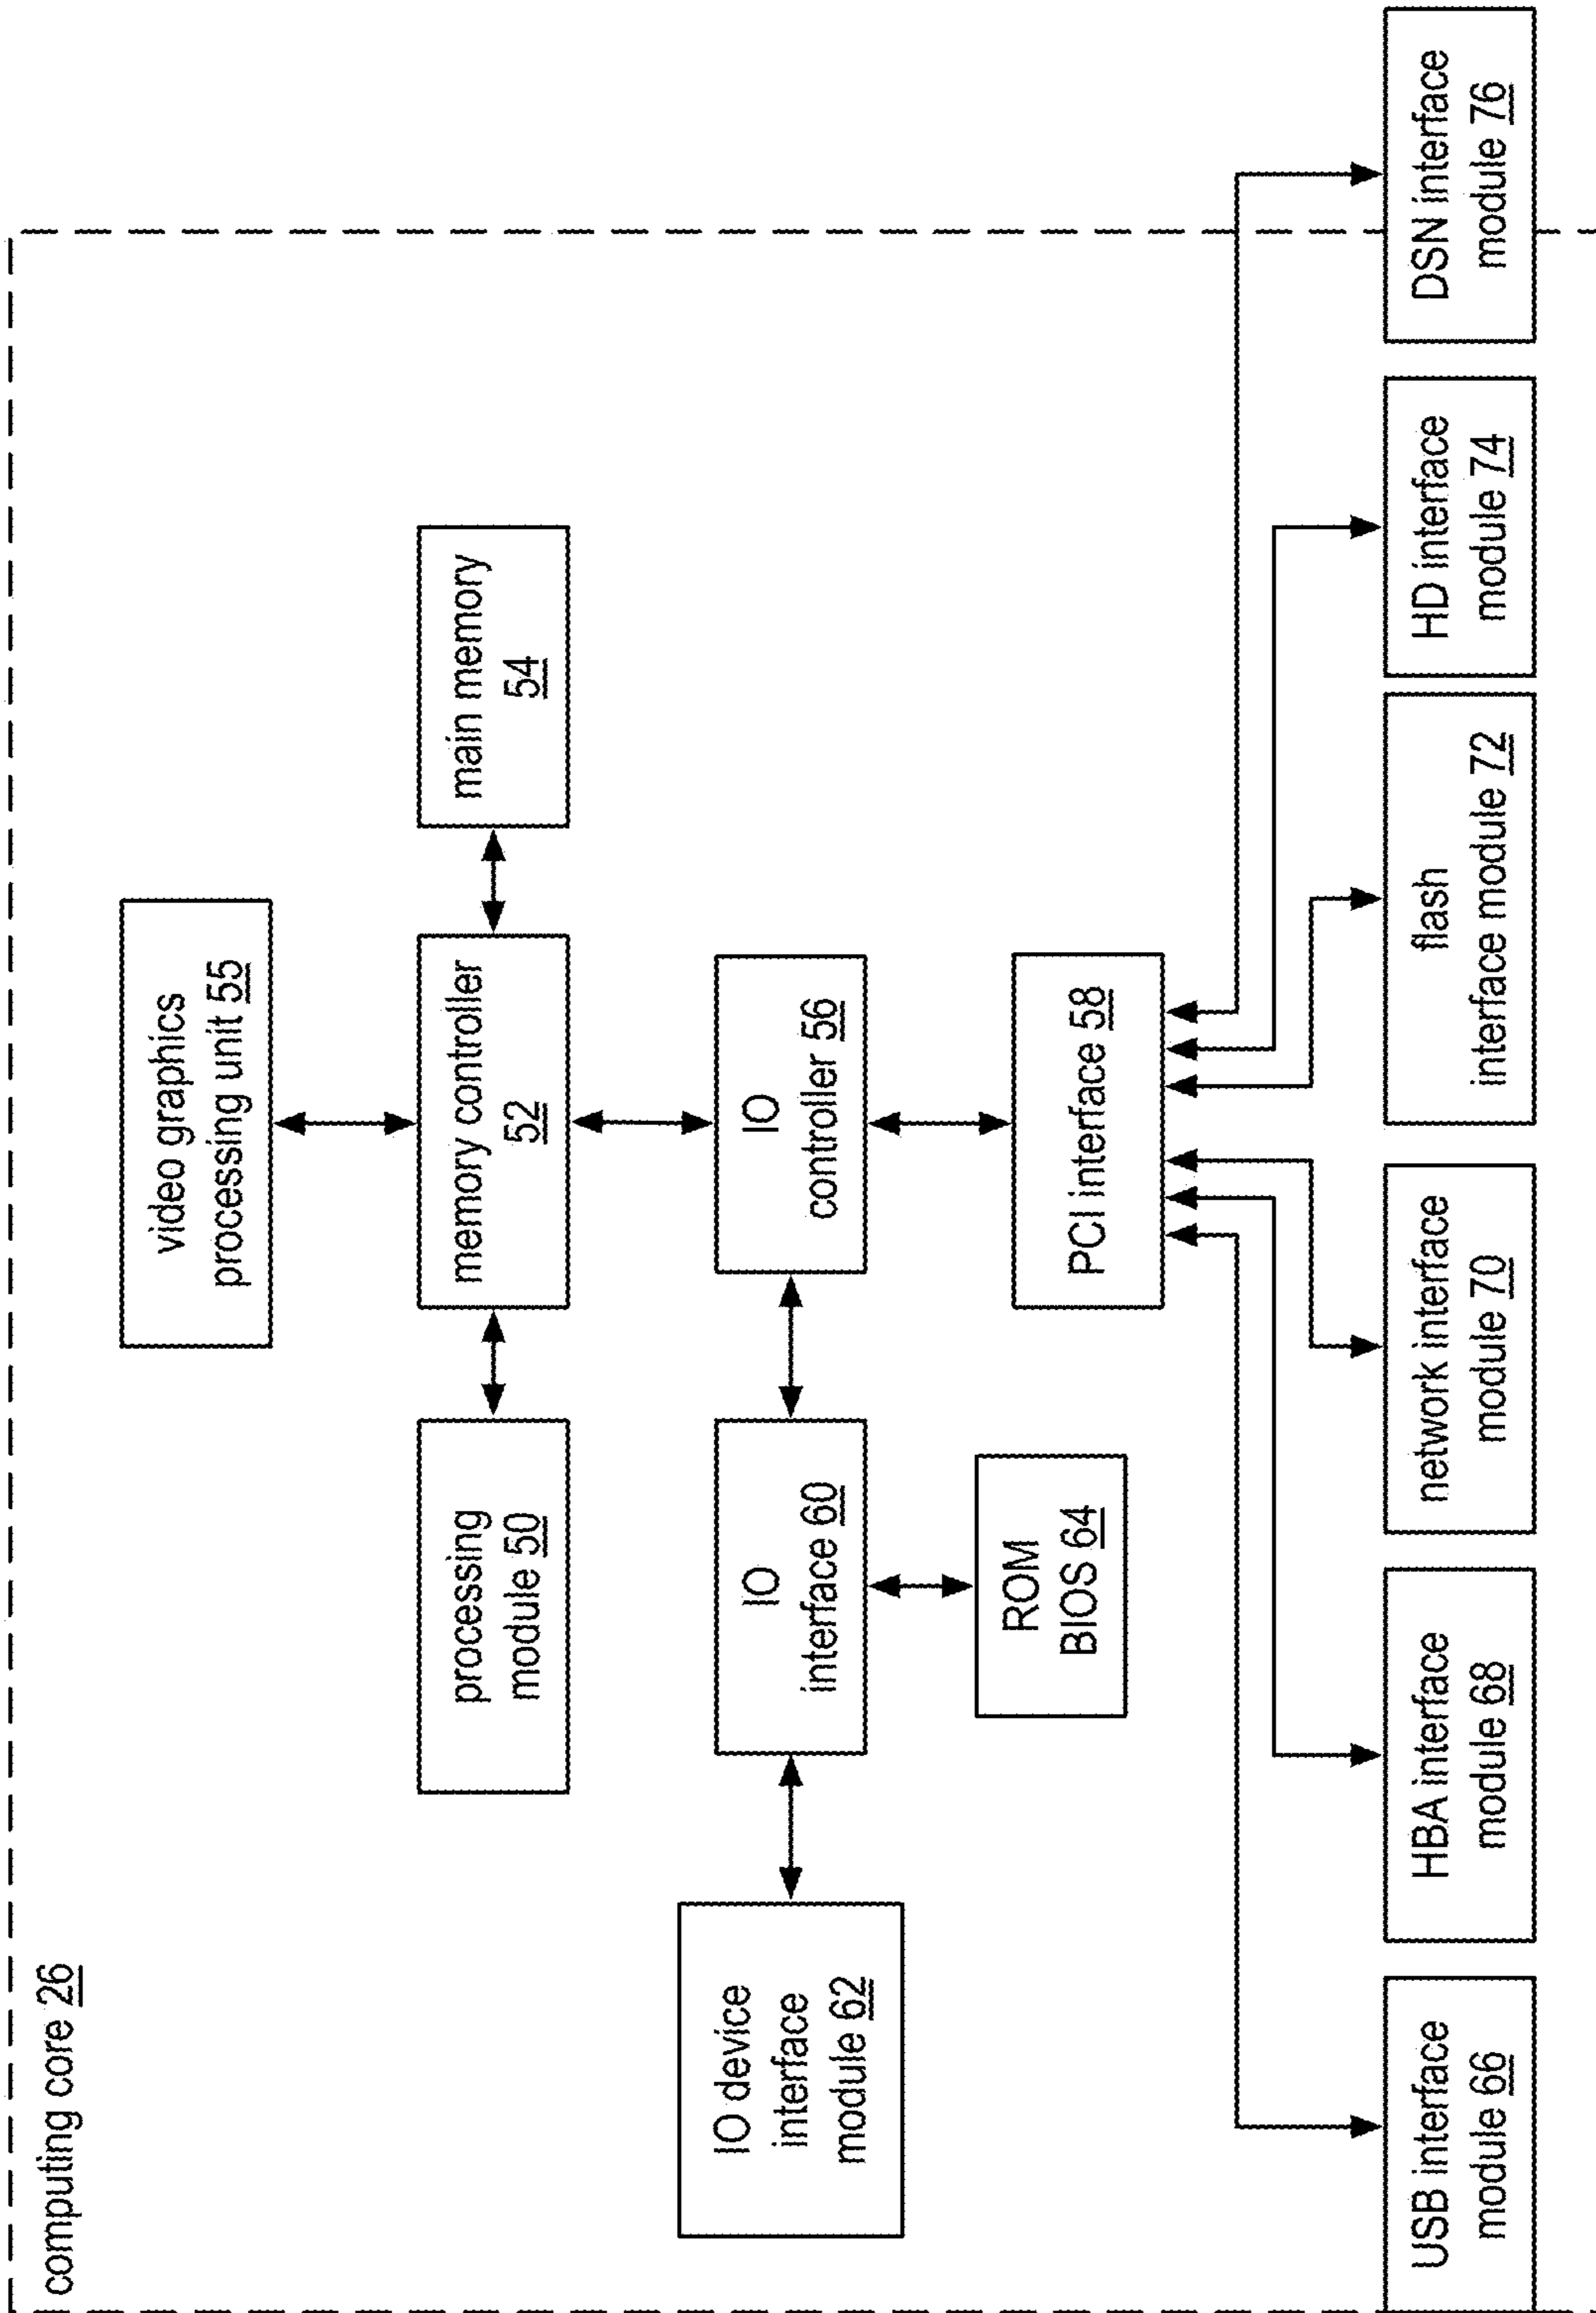 computing core 26
video graphics
processing unit 55
processing
module 50
memory controller
52
main memory
54
IO device
interface
module 62
IO
interface 60
IO
controller 56
ROM
BIOS 64
PCI interface 58
USB interface
module 66
HBA interface
module 68
network interface
module 70
flash
interface module 72
HD interface
module 74
DSN interface
module 76